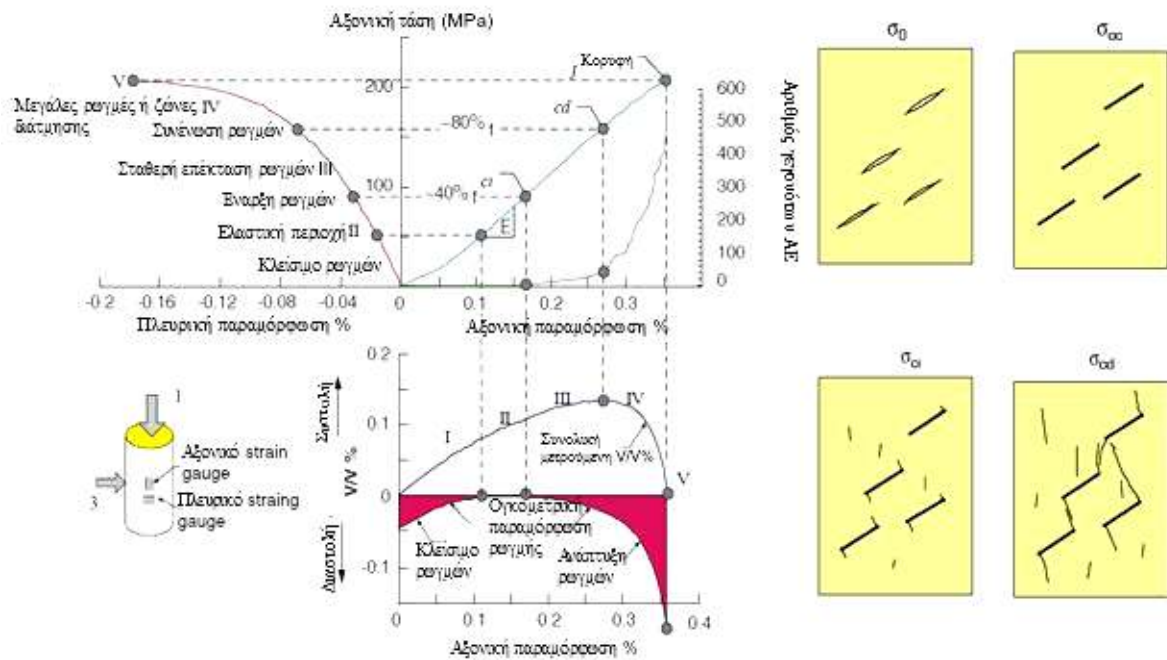 Αξονική τάση (MPa)
Κορυφή
V
200
Μεγάλες ρωγμές ή ζώνες IV
διάτμησης
Συνένωση ρωγμών
~80%
cd
Σταθερή επέκταση ρωγμών III
100
ci
Έναρξη ρωγμών
Ελαστική περιοχή II
E
Κλείσιμο ρωγμών
600
500
400
300
200
100
0
-0.2 -0.16 -0.12 -0.08 -0.04 0 0.1 0.2 0.3
Πλευρική παραμόρφωση %
Αξονική παραμόρφωση %
σ0
σcc
σci
σcd
1
Αξονικό strain
gauge
3
Πλευρικό straing
gauge
0.2
0.1
0
-0.1
V/V %
Συστολή
Διαστολή
I
II
III
IV
V
Συνολική
μετρούμενη V/V%
Ογκομετρική
παραμόρφωση
ρωγμής
Κλείσιμο
ρωγμών
Ανάπτυξη
ρωγμών
0 0.1 0.2 0.3 0 4
Αξονική παραμόρφωση %